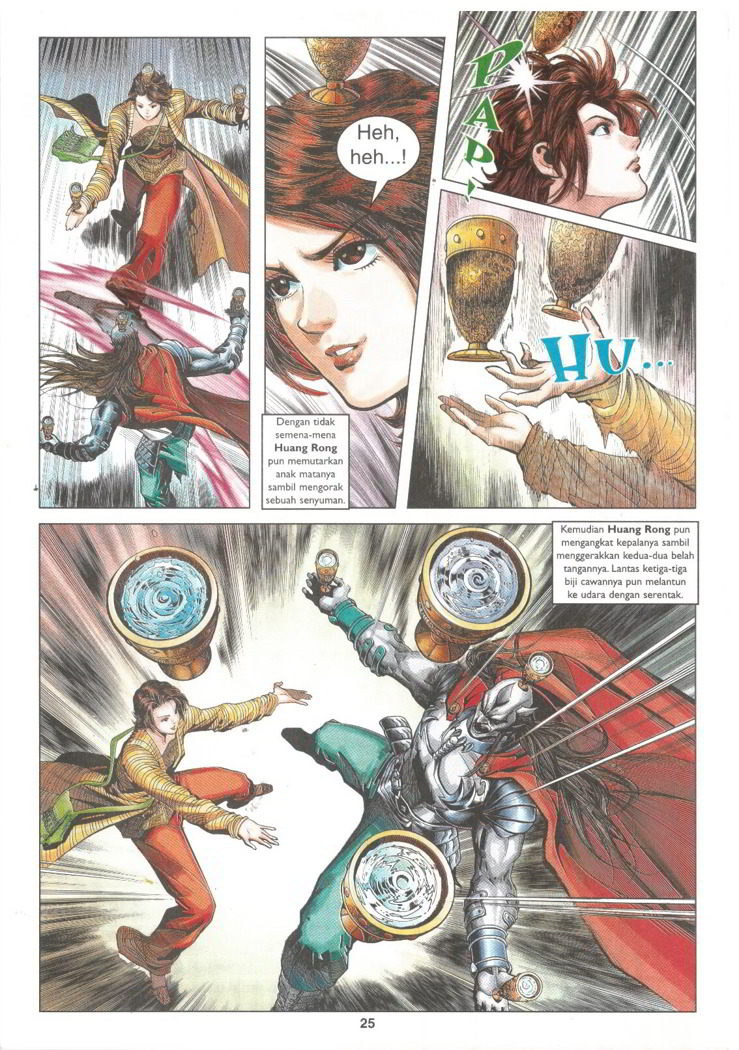 Heh,
heh...!
PAP!
HU...
Dengan tidak
semena-mena
Huang Rong
pun memutarkan
anak matanya
sambil mengorak
sebuah senyuman.
Kemudian Huang Rong pun
mengangkat kepalanya sambil
menggerakkan kedua-dua belah
tangannya. Lantas ketiga-tiga
biji cawannya pun melantun
ke udara dengan serentak.
25